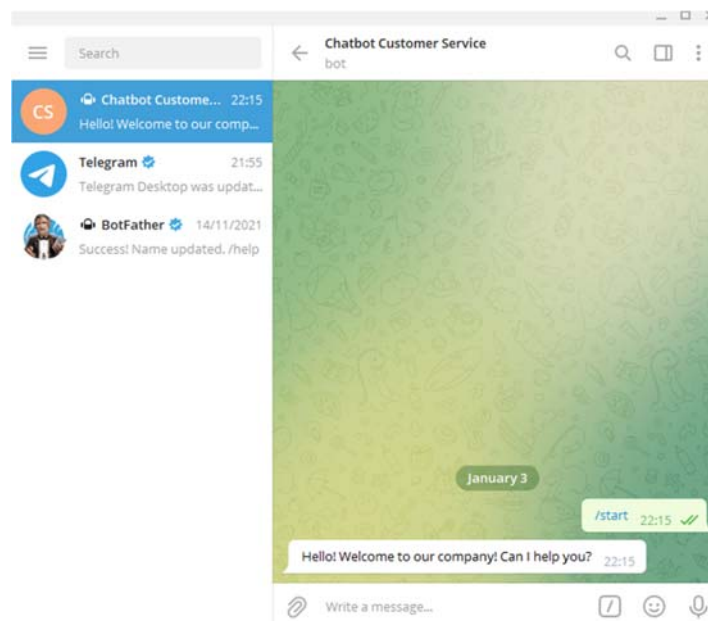 Search
CS
Chatbot Custome... 22:15
Hello! Welcome to our comp...
Telegram 21:55
Telegram Desktop was updat...
BotFather 14/11/2021
Success! Name updated. /help
Chatbot Customer Service
bot
January 3
/start 22:15
Hello! Welcome to our company! Can I help you? 22:15
Write a message...